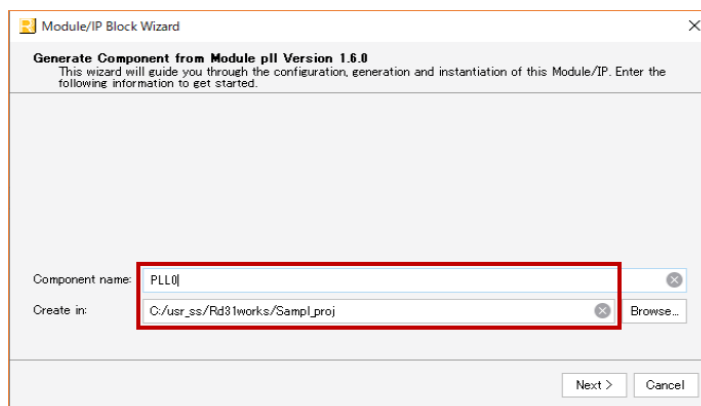 Module/IP Block Wizard
Generate Component from Module pll Version 1.6.0
This wizard will guide you through the configuration, generation and instantiation of this Module/IP. Enter the
following information to get started.
Component name: PLL0
Create in: C:/usr_ss/Rd31works/Sampl_proj Browse...
Next > Cancel